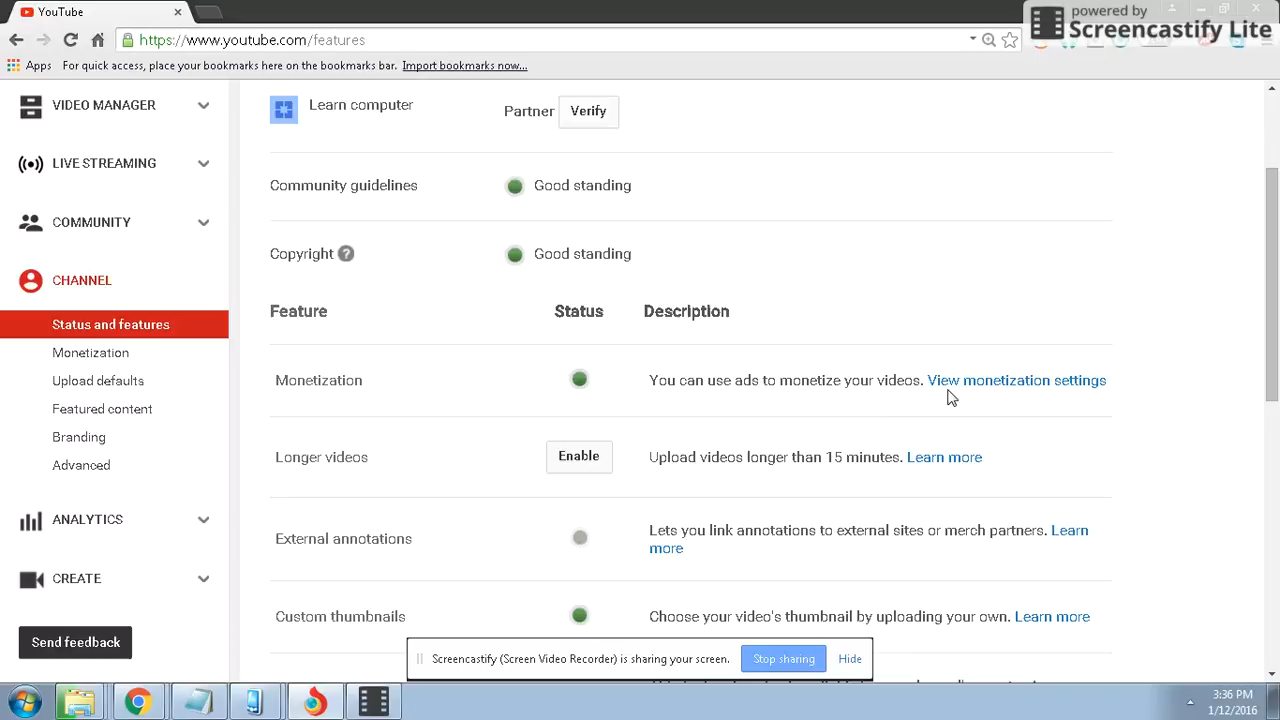 YouTube
powered by
Screencastify Lite
https://www.youtube.com/fe
Apps For quick access, place your bookmarks here on the bookmarks bar. Import bookmarks now...
VIDEO MANAGER
LIVE STREAMING
COMMUNITY
CHANNEL
Status and features
Monetization
Upload defaults
Featured content
Branding
Advanced
ANALYTICS
CREATE
Send feedback
Learn computer
Partner Verify
Community guidelines Good standing
Copyright ? Good standing
Feature Status Description
Monetization You can use ads to monetize your videos. View monetization settings
Longer videos Enable Upload videos longer than 15 minutes. Learn more
External annotations Lets you link annotations to external sites or merch partners. Learn
more
Custom thumbnails Choose your video's thumbnail by uploading your own. Learn more
Screencastify (Screen Video Recorder) is sharing your screen. Stop sharing Hide
3:36 PM
1/12/2016